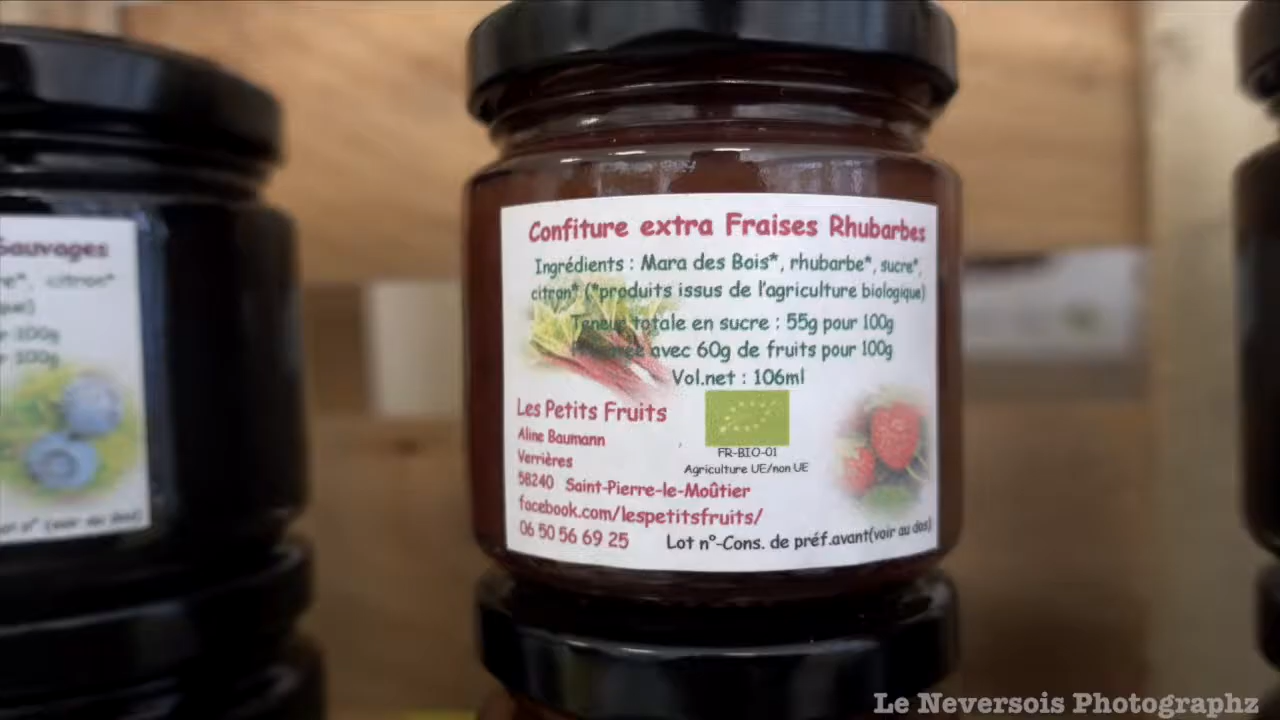 Sauvages
citron*
100g
100g
Confiture extra Fraises Rhubarbes
Ingrédients : Mara des Bois*, rhubarbe*, sucre*,
citron* (*produits issus de l'agriculture biologique)
Teneur totale en sucre : 55g pour 100g
avec 60g de fruits pour 100g
Vol.net : 106ml
Les Petits Fruits
Aline Baumann
Verrières
58240 Saint-Pierre-le-Moûtier
facebook.com/lespetitsfruits/
06 50 56 69 25
FR-BIO-01
Agriculture UE/non UE
Lot n°-Cons. de préf.avant(voir au dos)
Le Neversois Photographz